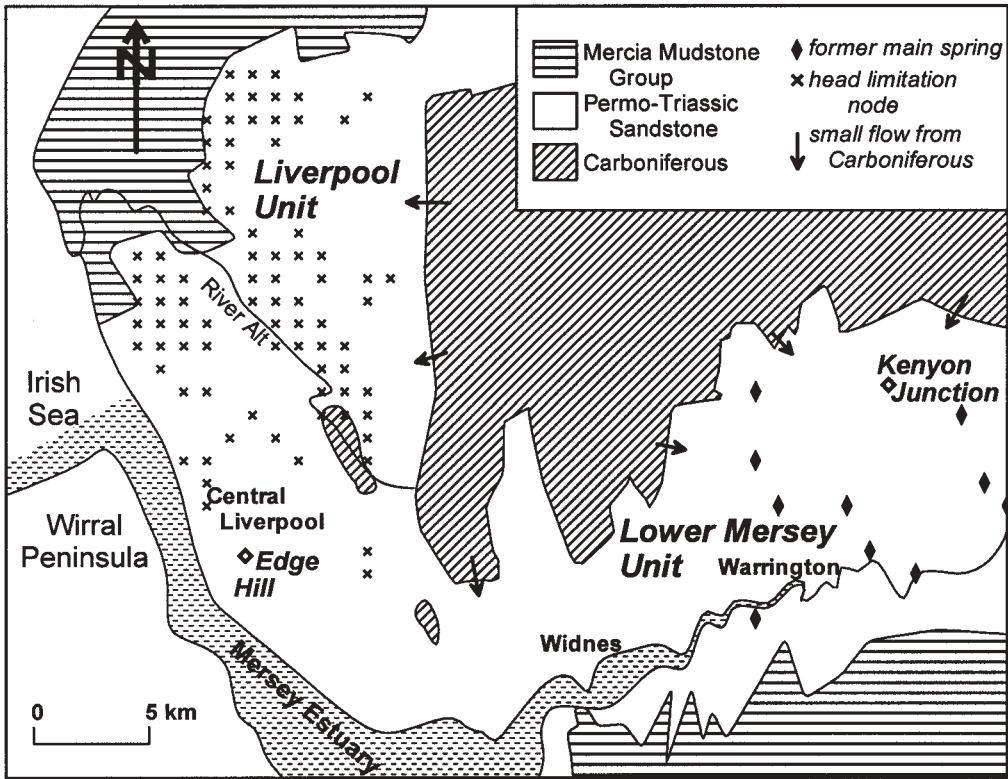 N
Mercia Mudstone
Group
Permo-Triassic
Sandstone
Carboniferous
former main spring
head limitation
node
small flow from
Carboniferous
Liverpool
Unit
River Alt
Irish
Sea
Kenyon
Junction
Central
Liverpool
Wirral
Peninsula
Edge
Hill
Lower Mersey
Unit
Warrington
Widnes
Mersey Estuary
0 5 km